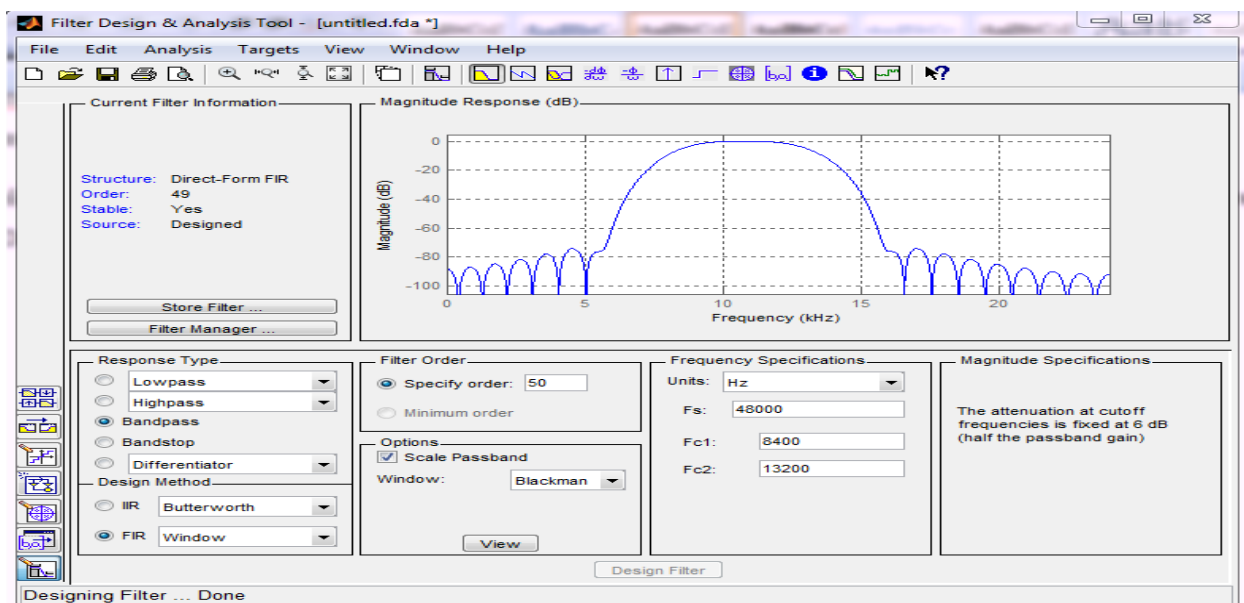 Filter Design & Analysis Tool - [untitled.fda *]
File Edit Analysis Targets View Window Help
Current Filter Information
Structure: Direct-Form FIR
Order: 49
Stable: Yes
Source: Designed
Store Filter ...
Filter Manager ...
Magnitude Response (dB)
Magnitude (dB)
0
-20
-40
-60
-80
-100
0 5 10 15 20
Frequency (kHz)
Response Type
Lowpass
Highpass
Bandpass
Bandstop
Differentiator
Design Method
IIR Butterworth
FIR Window
Filter Order
Specify order: 50
Minimum order
Options
Scale Passband
Window: Blackman
View
Frequency Specifications
Units: Hz
Fs: 48000
Fc1: 8400
Fc2: 13200
Magnitude Specifications
The attenuation at cutoff
frequencies is fixed at 6 dB
(half the passband gain)
Design Filter
Designing Filter ... Done